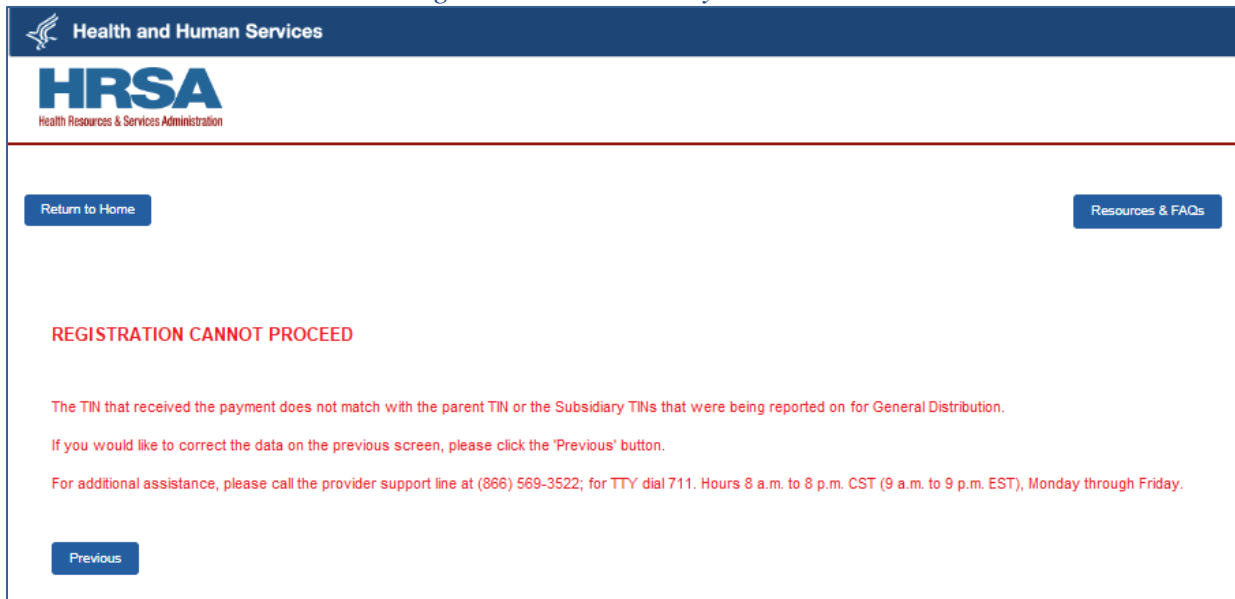 Health and Human Services
HRSA
Health Resources & Services Administration
Return to Home
Resources & FAQs
REGISTRATION CANNOT PROCEED
The TIN that received the payment does not match with the parent TIN or the Subsidiary TINs that were being reported on for General Distribution.
If you would like to correct the data on the previous screen, please click the 'Previous' button.
For additional assistance, please call the provider support line at (866) 569-3522; for TTY dial 711. Hours 8 a.m. to 8 p.m. CST (9 a.m. to 9 p.m. EST), Monday through Friday.
Previous